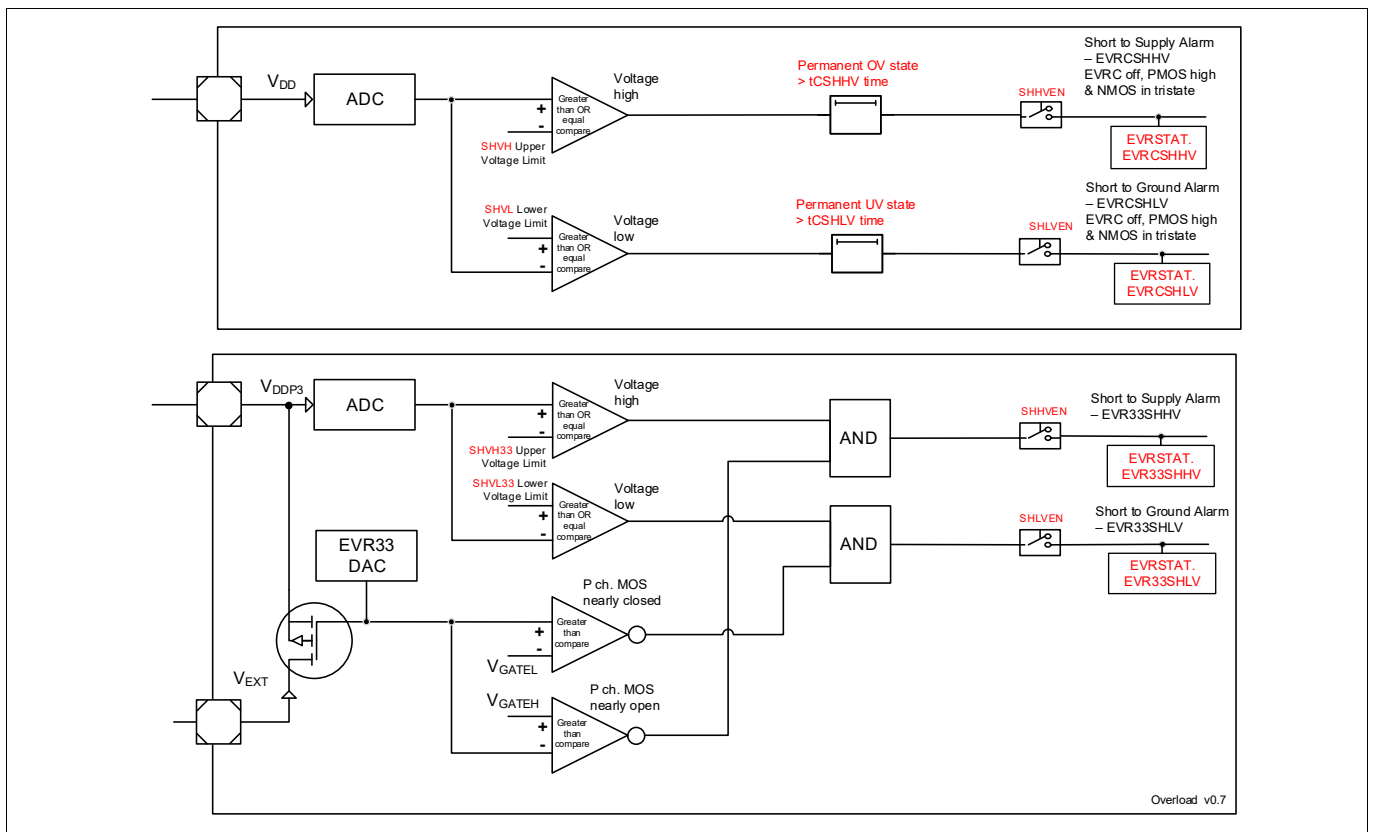 V_DD
ADC
+
-
Greater
than OR
equal
compare
Voltage
high
SHVH Upper
Voltage Limit
Permanent OV state
> tCSHHV time
SHHVEN
Short to Supply Alarm
– EVRCSHHV
EVRC off, PMOS high
& NMOS in tristate
EVRSTAT.
EVRCSHHV
SHVL Lower
Voltage Limit
+
-
Greater
than OR
equal
compare
Voltage
low
Permanent UV state
> tCSHLV time
SHLVEN
Short to Ground Alarm
– EVRCSHLV
EVRC off, PMOS high
& NMOS in tristate
EVRSTAT.
EVRCSHLV
V_DDP3
ADC
+
-
Greater
than OR
equal
compare
Voltage
high
SHVH33 Upper
Voltage Limit
AND
SHHVEN
Short to Supply Alarm
– EVR33SHHV
EVRSTAT.
EVR33SHHV
SHVL33 Lower
Voltage Limit
+
-
Greater
than OR
equal
compare
Voltage
low
AND
SHLVEN
Short to Ground Alarm
– EVR33SHLV
EVRSTAT.
EVR33SHLV
EVR33
DAC
P ch. MOS
nearly closed
+
-
Greater
than
compare
V_GATEL
V_EXT
V_GATEH
P ch. MOS
nearly open
+
-
Greater
than
compare
Overload v0.7